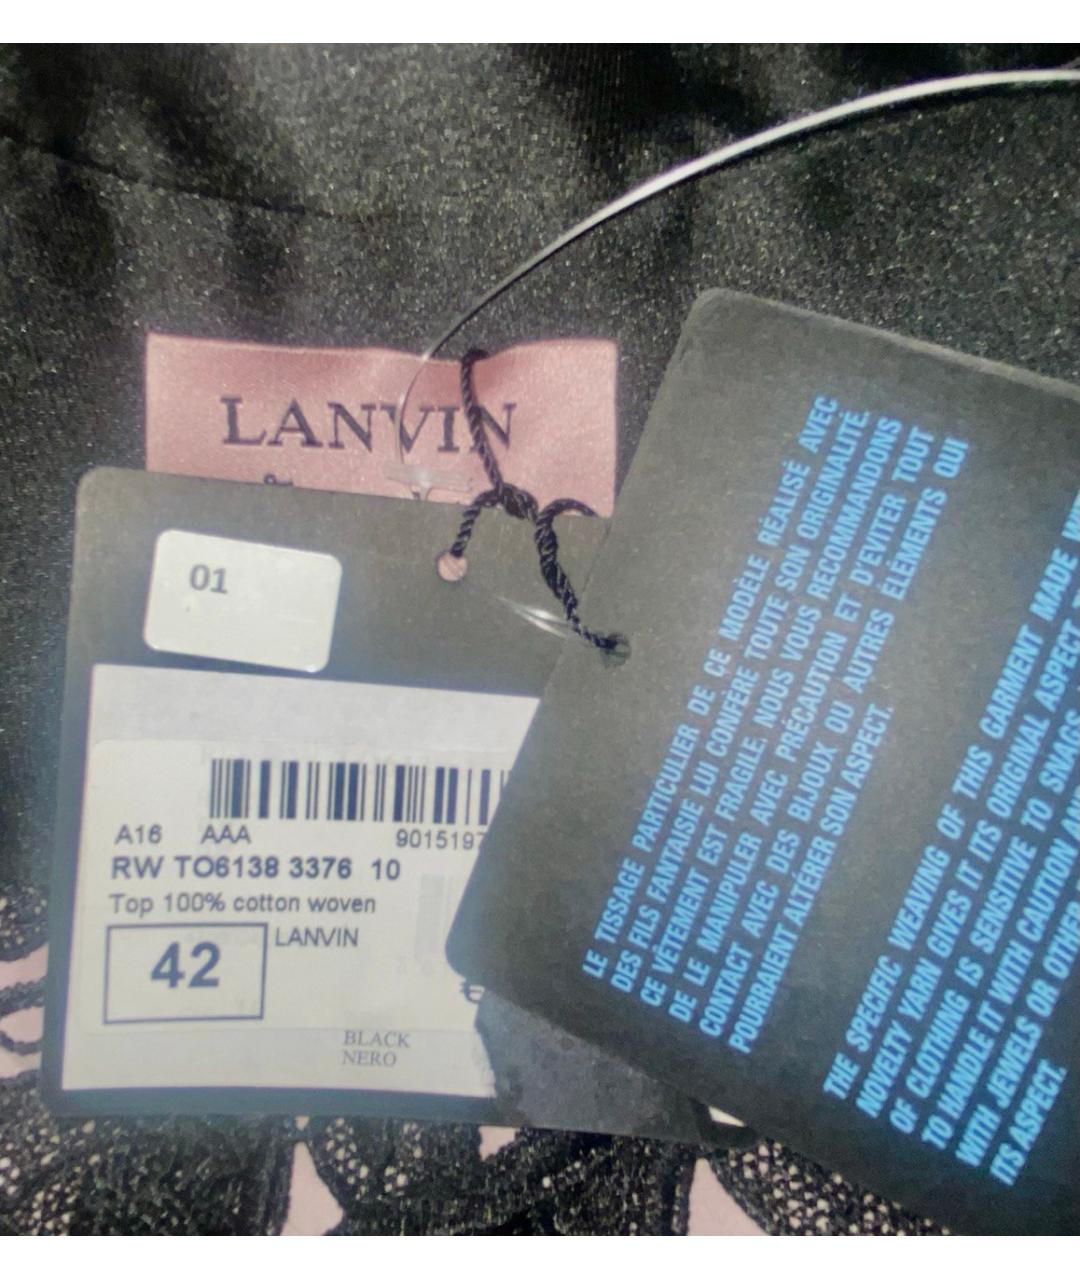 LANVIN
01
A16 AAA 9015197
RW TO6138 3376 10
Top 100% cotton woven
42
LANVIN
€
BLACK
NERO
LE TISSAGE PARTICULIER DE CE MODÈLE RÉALISÉ AVEC
DES FILS FANTAISIE LUI CONFÈRE TOUTE SON ORIGINALITÉ.
CE VÊTEMENT EST FRAGILE. NOUS VOUS RECOMMANDONS
DE LE MANIPULER AVEC PRÉCAUTION ET D'EVITER TOUT
CONTACT AVEC DES BIJOUX OU AUTRES ÉLÉMENTS QUI
POURRAIENT ALTÉRER SON ASPECT.
THE SPECIFIC WEAVING OF THIS GARMENT MADE
NOVELTY YARN GIVES IT ITS ORIGINAL ASPECT
OF CLOTHING IS SENSITIVE TO SNAGS
TO HANDLE IT WITH CAUTION
WITH JEWELS OR OTHER
ITS ASPECT.